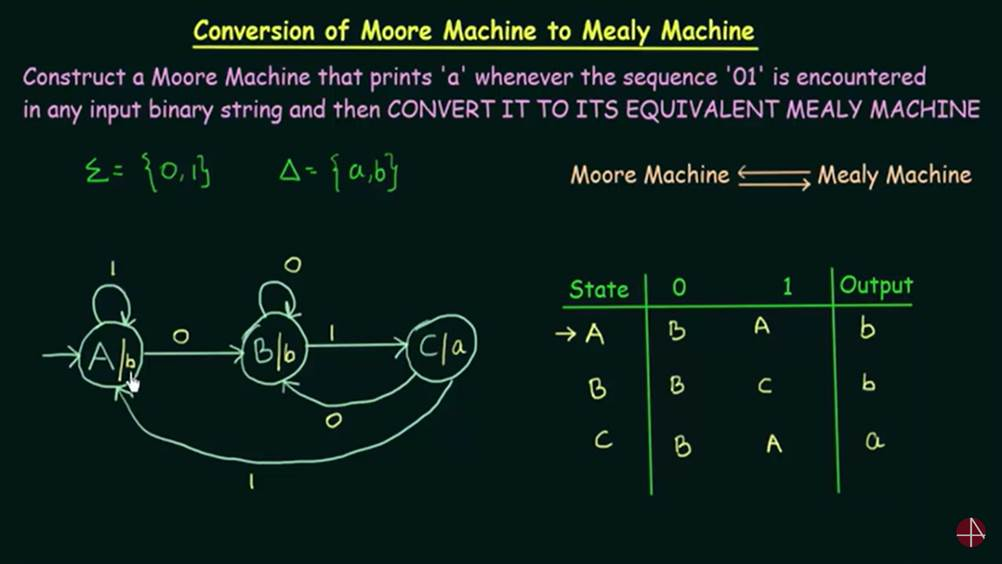 Conversion of Moore Machine to Mealy Machine
Construct a Moore Machine that prints 'a' whenever the sequence '01' is encountered
in any input binary string and then CONVERT IT TO ITS EQUIVALENT MEALY MACHINE
Σ = {0,1} Δ = {a,b}
Moore Machine Mealy Machine
1
0
0
1
A/b
B/b
C/a
0
1
State 0 1 Output
→ A B A b
B B C b
C B A a